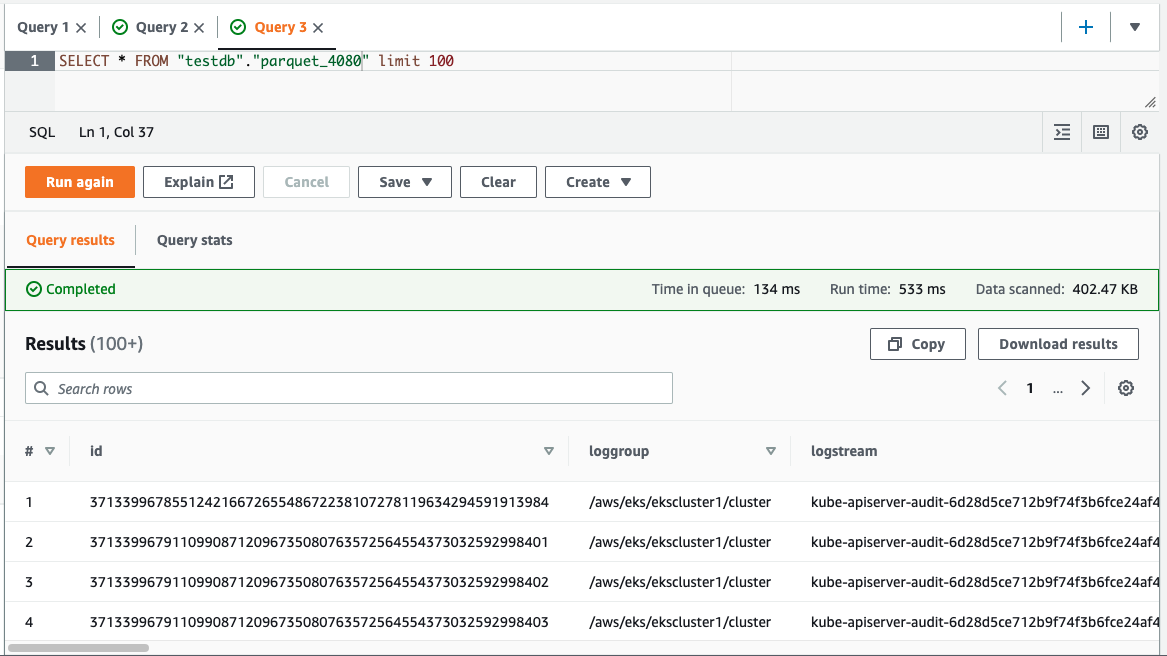 Query 1 Query 2 Query 3
1 SELECT * FROM "testdb"."parquet_4080" limit 100
SQL Ln 1, Col 37
Run again Explain Cancel Save Clear Create
Query results Query stats
Completed Time in queue: 134 ms Run time: 533 ms Data scanned: 402.47 KB
Results (100+) Copy Download results
Search rows 1 ...
# id loggroup logstream
1 37133996785512421667265548672238107278119634294591913984 /aws/eks/ekscluster1/cluster kube-apiserver-audit-6d28d5ce712b9f74f3b6fce24af4
2 37133996791109908712096735080763572564554373032592998401 /aws/eks/ekscluster1/cluster kube-apiserver-audit-6d28d5ce712b9f74f3b6fce24af4
3 37133996791109908712096735080763572564554373032592998402 /aws/eks/ekscluster1/cluster kube-apiserver-audit-6d28d5ce712b9f74f3b6fce24af4
4 37133996791109908712096735080763572564554373032592998403 /aws/eks/ekscluster1/cluster kube-apiserver-audit-6d28d5ce712b9f74f3b6fce24af4